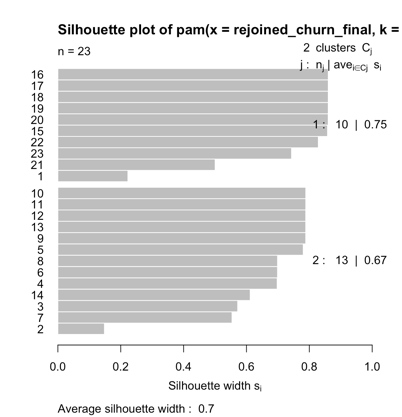 Silhouette plot of pam(x = rejoined_churn_final, k =
n = 23
2 clusters Cj
j : nj | avei∈Cj si
16
17
18
19
20
15
22
23
21
1
1 : 10 | 0.75
10
11
12
13
9
5
8
6
4
14
3
7
2
2 : 13 | 0.67
0.0 0.2 0.4 0.6 0.8 1.0
Silhouette width si
Average silhouette width : 0.7